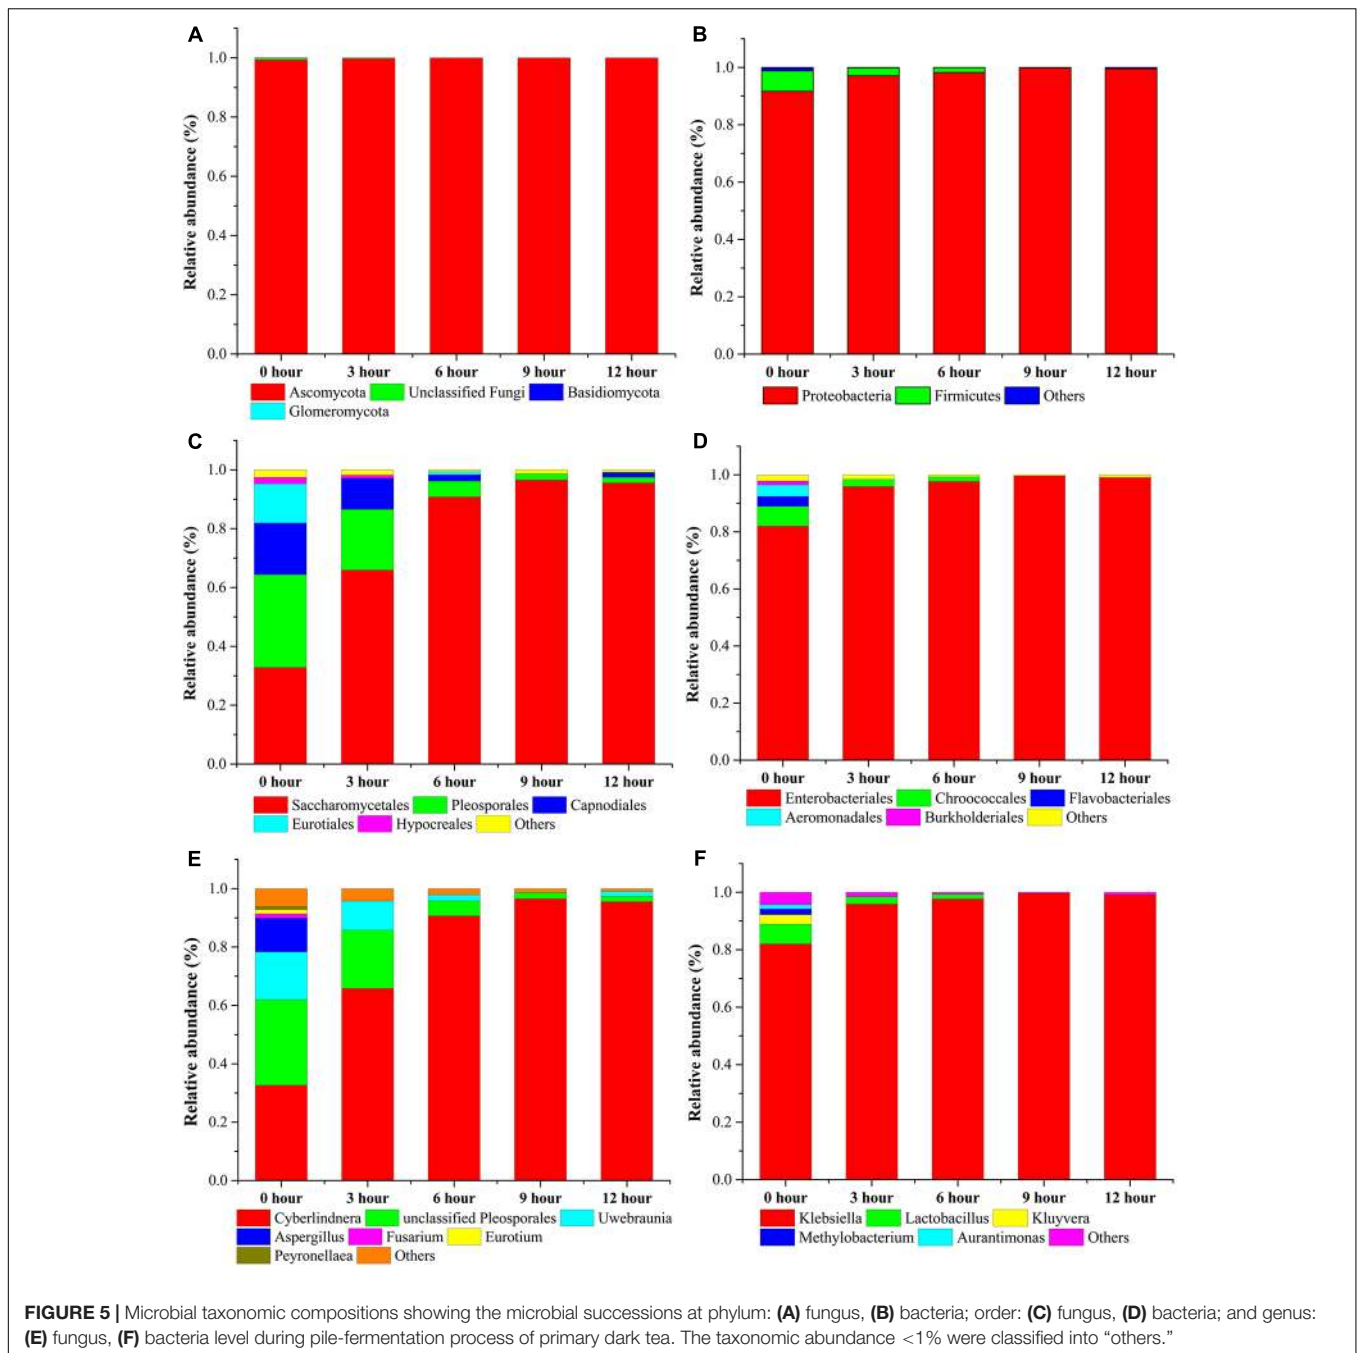 A
Relative abundance (%)
1.0
0.8
0.6
0.4
0.2
0.0
0 hour 3 hour 6 hour 9 hour 12 hour
Ascomycota Unclassified Fungi Basidiomycota
Glomeromycota
B
Relative abundance (%)
1.0
0.8
0.6
0.4
0.2
0.0
0 hour 3 hour 6 hour 9 hour 12 hour
Proteobacteria Firmicutes Others
C
Relative abundance (%)
1.0
0.8
0.6
0.4
0.2
0.0
0 hour 3 hour 6 hour 9 hour 12 hour
Saccharomycetales Pleosporales Capnodiales
Eurotiales Hypocreales Others
D
Relative abundance (%)
1.0
0.8
0.6
0.4
0.2
0.0
0 hour 3 hour 6 hour 9 hour 12 hour
Enterobacteriales Chroococcales Flavobacteriales
Aeromonadales Burkholderiales Others
E
Relative abundance (%)
1.0
0.8
0.6
0.4
0.2
0.0
0 hour 3 hour 6 hour 9 hour 12 hour
Cyberlindnera unclassified Pleosporales Uwebraunia
Aspergillus Fusarium Eurotium
Peyronellaea Others
F
Relative abundance (%)
1.0
0.8
0.6
0.4
0.2
0.0
0 hour 3 hour 6 hour 9 hour 12 hour
Klebsiella Lactobacillus Kluyvera
Methylobacterium Aurantimonas Others
FIGURE 5 | Microbial taxonomic compositions showing the microbial successions at phylum: (A) fungus, (B) bacteria; order: (C) fungus, (D) bacteria; and genus:
(E) fungus, (F) bacteria level during pile-fermentation process of primary dark tea. The taxonomic abundance <1% were classified into “others.”